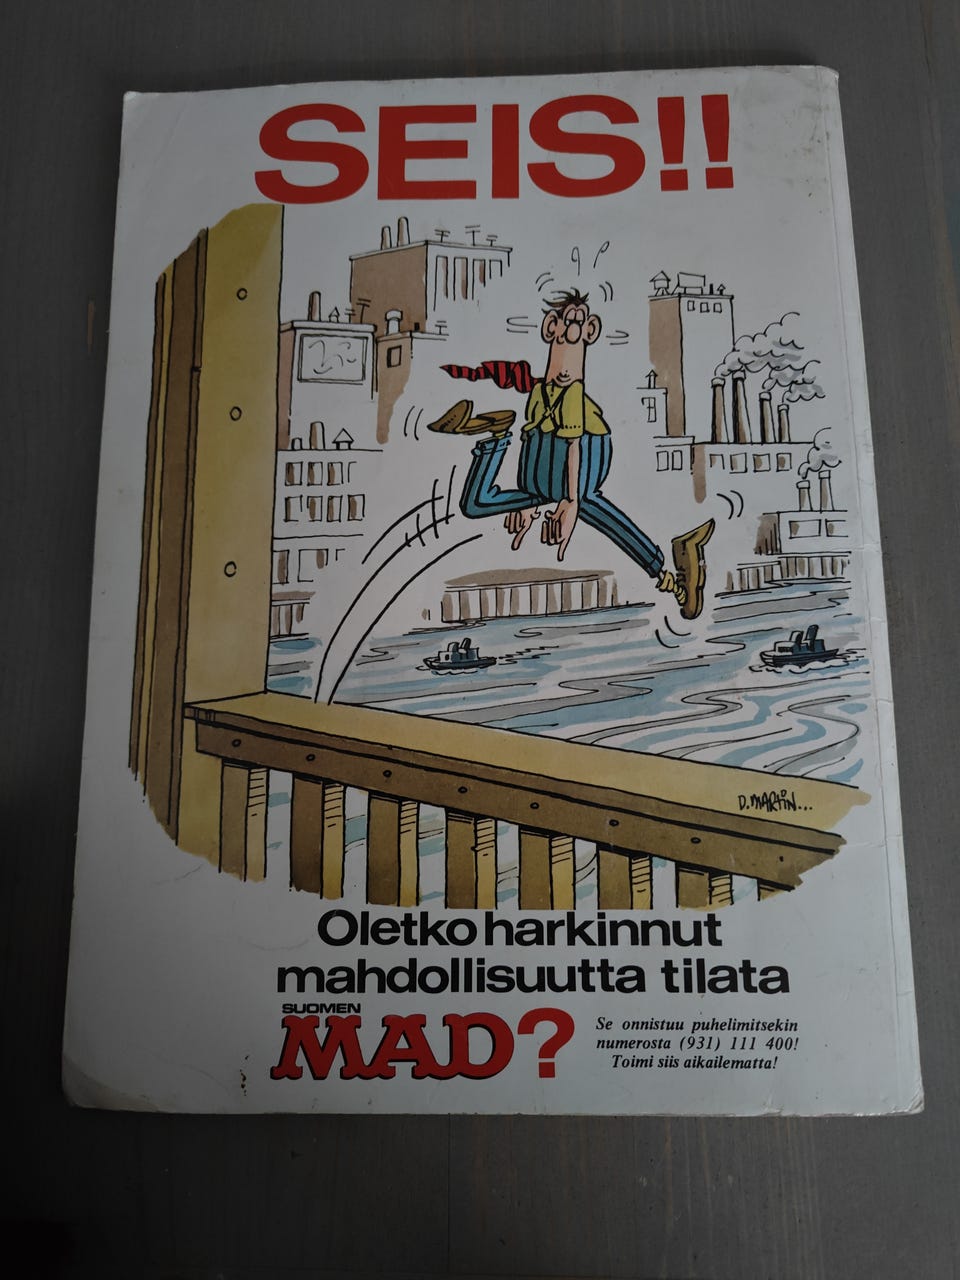 SEIS!!
D. MARTIN...
Oletko harkinnut
mahdollisuutta tilata
SUOMEN
MAD?
Se onnistuu puhelimitsekin
numerosta (931) 111 400!
Toimi siis aikailematta!